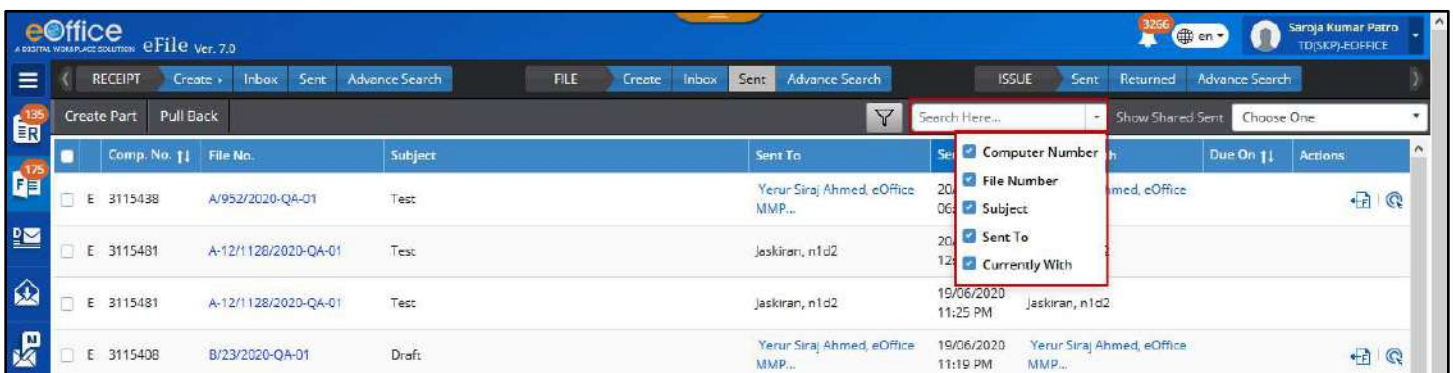 3266
eOffice
A DIGITAL WORKPLACE SOLUTION eFile Ver. 7.0
en
Saroja Kumar Patro
TD(SKP)-EOFFICE
RECEIPT Create Inbox Sent Advance Search FILE Create Inbox Sent Advance Search ISSUE Sent Returned Advance Search
135
R
Create Part Pull Back Search Here... Show Shared Sent Choose One
Comp. No. File No. Subject Sent To Due On Actions
Computer Number
File Number
Subject
Sent To
Currently With
175
F
E 3115438 A/952/2020-QA-01 Test Yerur Siraj Ahmed, eOffice
MMP...
D
E 3115481 A-12/1128/2020-QA-01 Test Jaskiran, n1d2
E 3115481 A-12/1128/2020-QA-01 Test Jaskiran, n1d2 19/06/2020
11:25 PM Jaskiran, n1d2
N
E 3115408 B/23/2020-QA-01 Draft Yerur Siraj Ahmed, eOffice
MMP... 19/06/2020
11:19 PM Yerur Siraj Ahmed, eOffice
MMP...